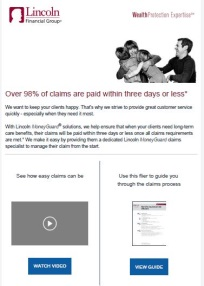 Lincoln
Financial Group®
WealthProtection Expertise™
Over 98% of claims are paid within three days or less*
We want to keep your clients happy. That's why we strive to provide great customer service
quickly - especially when they need it most.
With Lincoln MoneyGuard® solutions, we help ensure that when your clients need long-term
care benefits, their claims will be paid within three days or less once all claims requirements
are met.* We make it easy by providing them a dedicated Lincoln MoneyGuard claims
specialist to manage their claim from the start.
See how easy claims can be
Use this flier to guide you
through the claims process
WATCH VIDEO
VIEW GUIDE